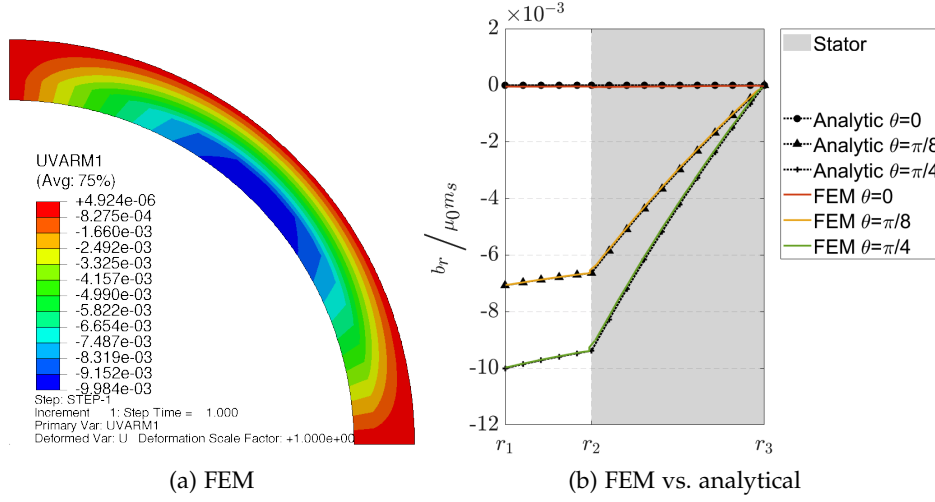 UVARM1
(Avg: 75%)
+4.924e-06
-8.275e-04
-1.660e-03
-2.492e-03
-3.325e-03
-4.157e-03
-4.990e-03
-5.822e-03
-6.654e-03
-7.487e-03
-8.319e-03
-9.152e-03
-9.984e-03
Step: STEP-1
Increment 1: Step Time = 1.000
Primary Var: UVARM1
Deformed Var: U Deformation Scale Factor: +1.000e+00
(a) FEM
×10⁻³
0
-2
-4
-6
-8
-10
-12
b_r / μ₀m_s
r₁ r₂ r₃
Stator
Analytic θ=0
Analytic θ=π/8
Analytic θ=π/4
FEM θ=0
FEM θ=π/8
FEM θ=π/4
(b) FEM vs. analytical